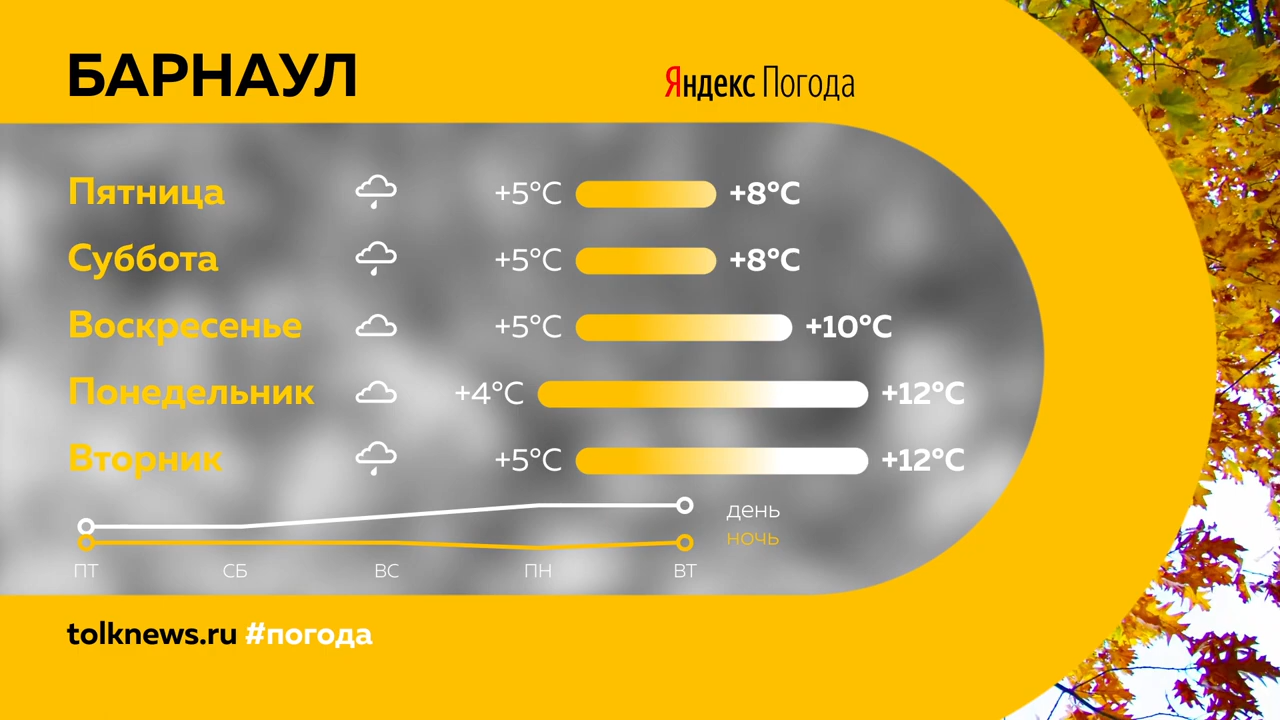 БАРНАУЛ
Яндекс Погода
Пятница +5°C +8°C
Суббота +5°C +8°C
Воскресенье +5°C +10°C
Понедельник +4°C +12°C
Вторник +5°C +12°C
день
ночь
ПТ СБ ВС ПН ВТ
tolknews.ru #погода